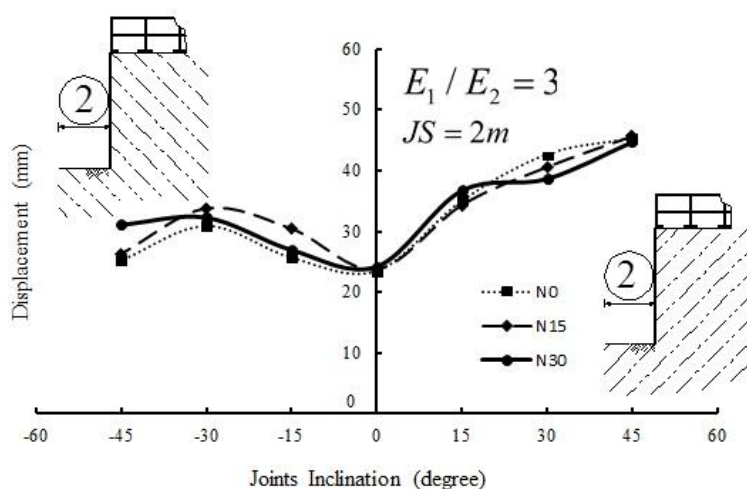 60
50
40
30
20
10
0
Displacement (mm)
E₁ / E₂ = 3
JS = 2m
2
2
N0
N15
N30
-60 -45 -30 -15 0 15 30 45 60
Joints Inclination (degree)